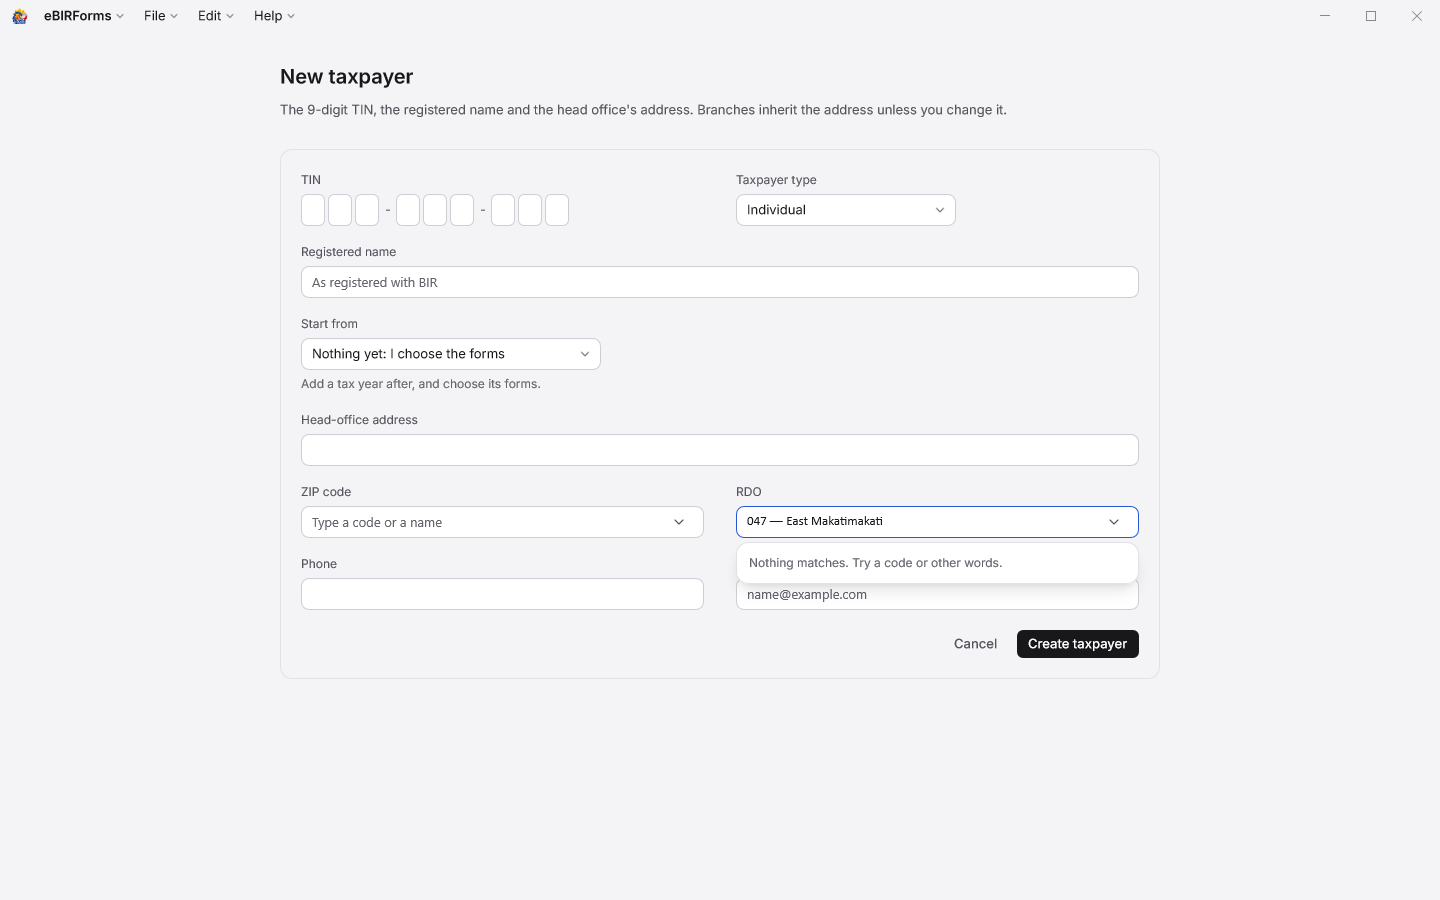 eBIRForms File Edit Help
New taxpayer
The 9-digit TIN, the registered name and the head office's address. Branches inherit the address unless you change it.
TIN
Taxpayer type
- -
Individual
Registered name
As registered with BIR
Start from
Nothing yet: I choose the forms
Add a tax year after, and choose its forms.
Head-office address
ZIP code
RDO
Type a code or a name
047 — East Makatimakati
Phone
Nothing matches. Try a code or other words.
name@example.com
Cancel
Create taxpayer